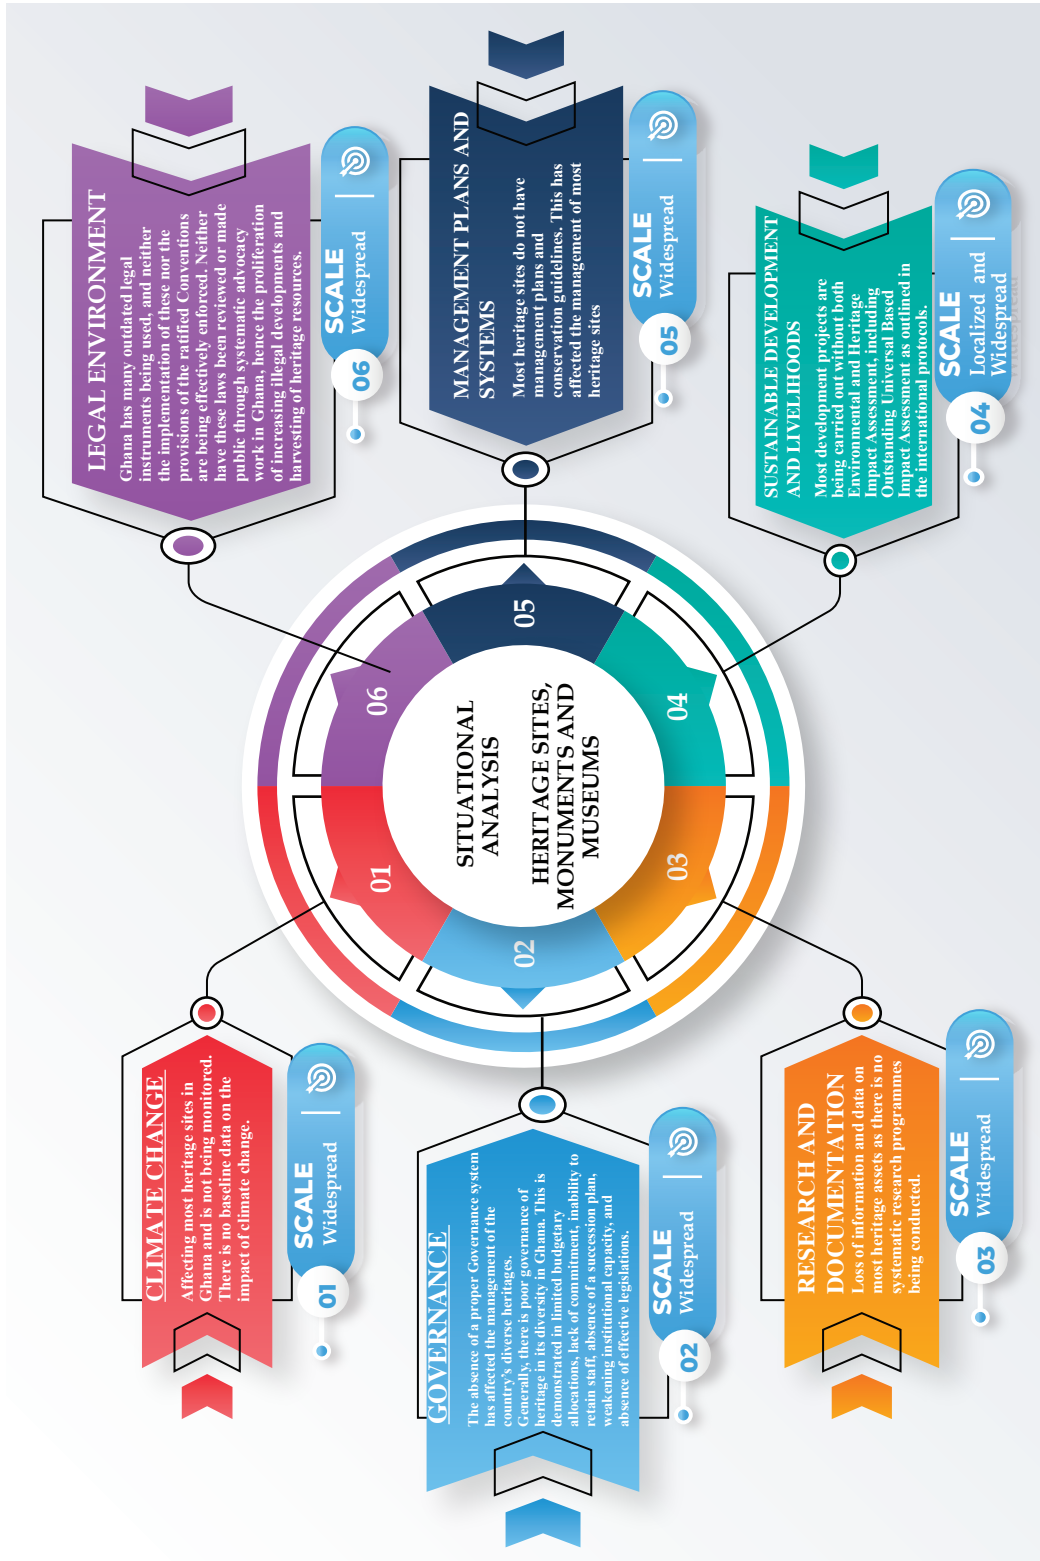 SITUATIONAL
ANALYSIS
HERITAGE SITES,
MONUMENTS AND
MUSEUMS
01
02
03
04
05
06
CLIMATE CHANGE
Affecting most heritage sites in
Ghana and is not being monitored.
There is no baseline data on the
impact of climate change.
01
SCALE
Widespread
GOVERNANCE
The absence of a proper Governance system
has affected the management of the
country's diverse heritages.
Generally, there is poor governance of
heritage in its diversity in Ghana. This is
demonstrated in limited budgetary
allocations, lack of commitment, inability to
retain staff, absence of a succession plan,
weakening institutional capacity, and
absence of effective legislations.
02
SCALE
Widespread
RESEARCH AND
DOCUMENTATION
Loss of information and data on
most heritage assets as there is no
systematic research programmes
being conducted.
03
SCALE
Widespread
SUSTAINABLE DEVELOPMENT
AND LIVELIHOODS
Most development projects are
being carried out without both
Environmental and Heritage
Impact Assessment, including
Outstanding Universal Based
Impact Assessment as outlined in
the international protocols.
04
SCALE
Localized and
Widespread
Widespread
MANAGEMENT PLANS AND
SYSTEMS
Most heritage sites do not have
management plans and
conservation guidelines. This has
affected the management of most
heritage sites
05
SCALE
Widespread
LEGAL ENVIRONMENT
Ghana has many outdated legal
instruments being used, and neither
the implementation of these nor the
provisions of the ratified Conventions
are being effectively enforced. Neither
have these laws been reviewed or made
public through systematic advocacy
work in Ghana, hence the proliferation
of increasing illegal developments and
harvesting of heritage resources.
06
SCALE
Widespread